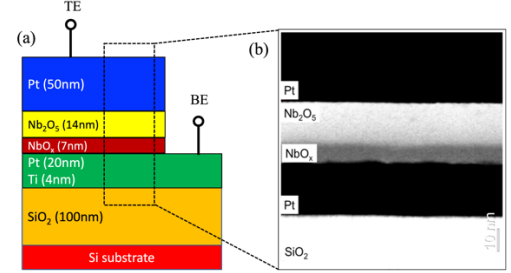 TE
(a)
(b)
Pt (50nm)
BE
Nb₂O₅ (14nm)
NbOₓ (7nm)
Pt (20nm)
Ti (4nm)
SiO₂ (100nm)
Si substrate
Pt
Nb₂O₅
NbOₓ
Pt
SiO₂
10 nm